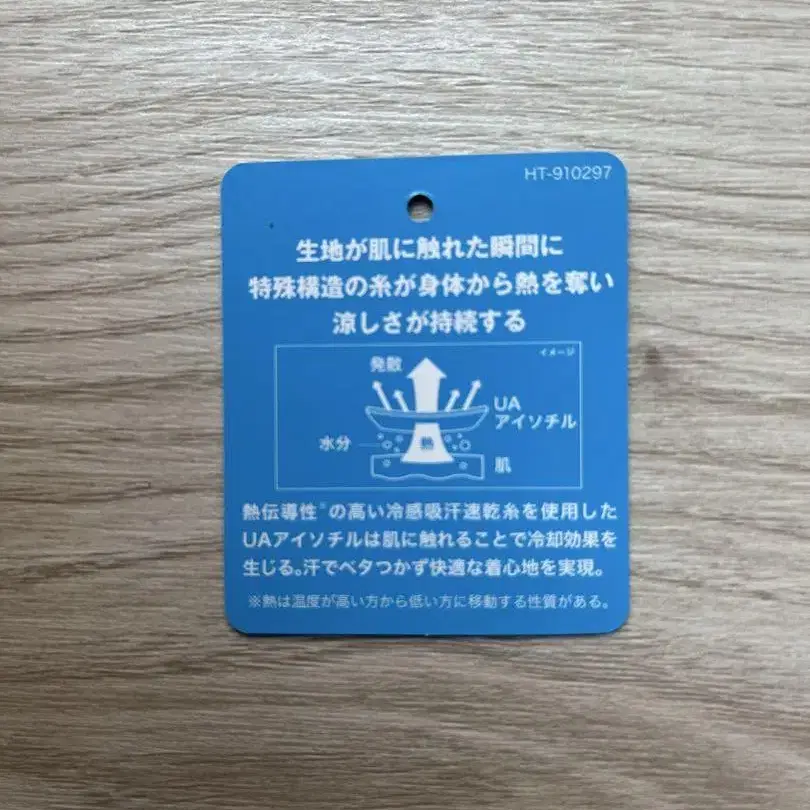 HT-910297
生地が肌に触れた瞬間に
特殊構造の糸が身体から熱を奪い
涼しさが持続する
イメージ
発散
UA
アイソチル
水分
熱
肌
熱伝導性※の高い冷感吸汗速乾糸を使用した
UAアイソチルは肌に触れることで冷却効果を
生じる。汗でベタつかず快適な着心地を実現。
※熱は温度が高い方から低い方に移動する性質がある。